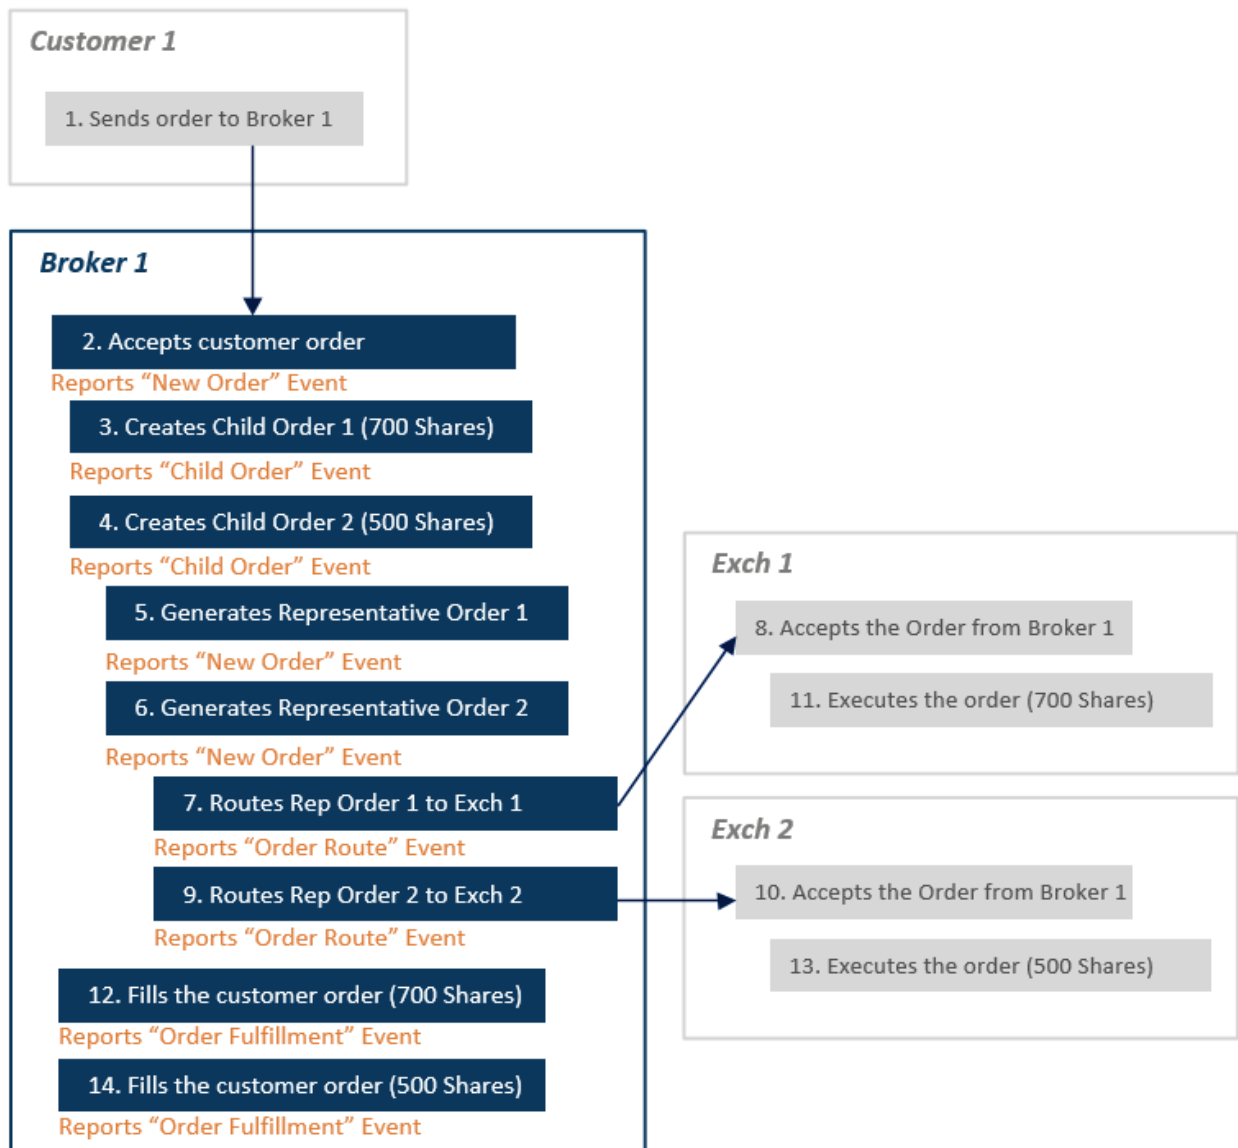 Customer 1
1. Sends order to Broker 1
Broker 1
2. Accepts customer order
Reports “New Order” Event
3. Creates Child Order 1 (700 Shares)
Reports “Child Order” Event
4. Creates Child Order 2 (500 Shares)
Reports “Child Order” Event
5. Generates Representative Order 1
Reports “New Order” Event
6. Generates Representative Order 2
Reports “New Order” Event
7. Routes Rep Order 1 to Exch 1
Reports “Order Route” Event
9. Routes Rep Order 2 to Exch 2
Reports “Order Route” Event
12. Fills the customer order (700 Shares)
Reports “Order Fulfillment” Event
14. Fills the customer order (500 Shares)
Reports “Order Fulfillment” Event
Exch 1
8. Accepts the Order from Broker 1
11. Executes the order (700 Shares)
Exch 2
10. Accepts the Order from Broker 1
13. Executes the order (500 Shares)